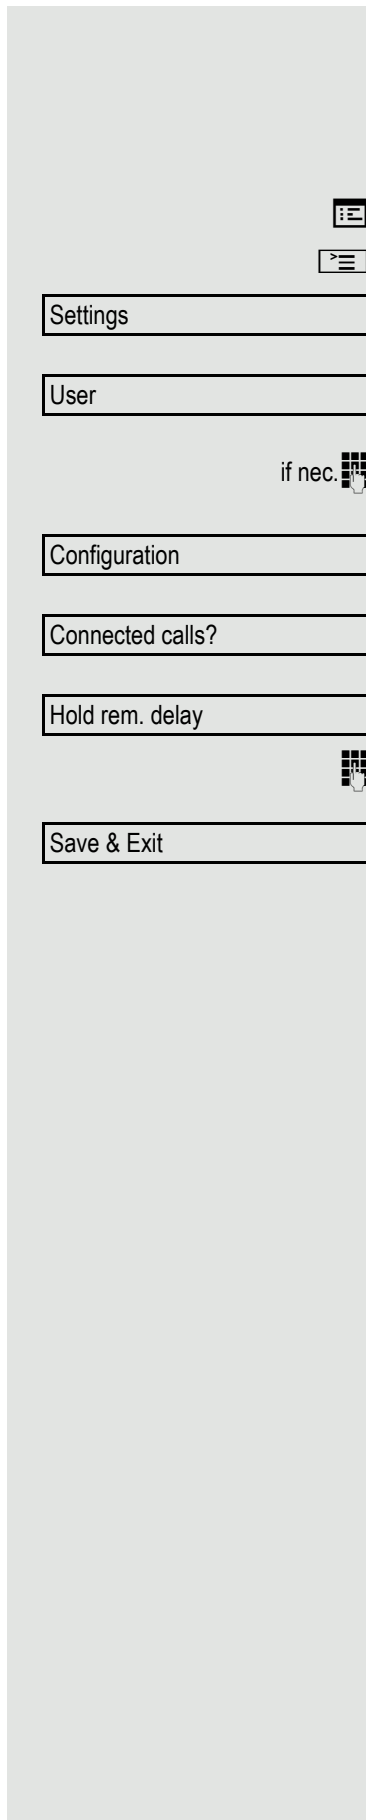 Settings
User
if nec.
Configuration
Connected calls?
Hold rem. delay
Save & Exit